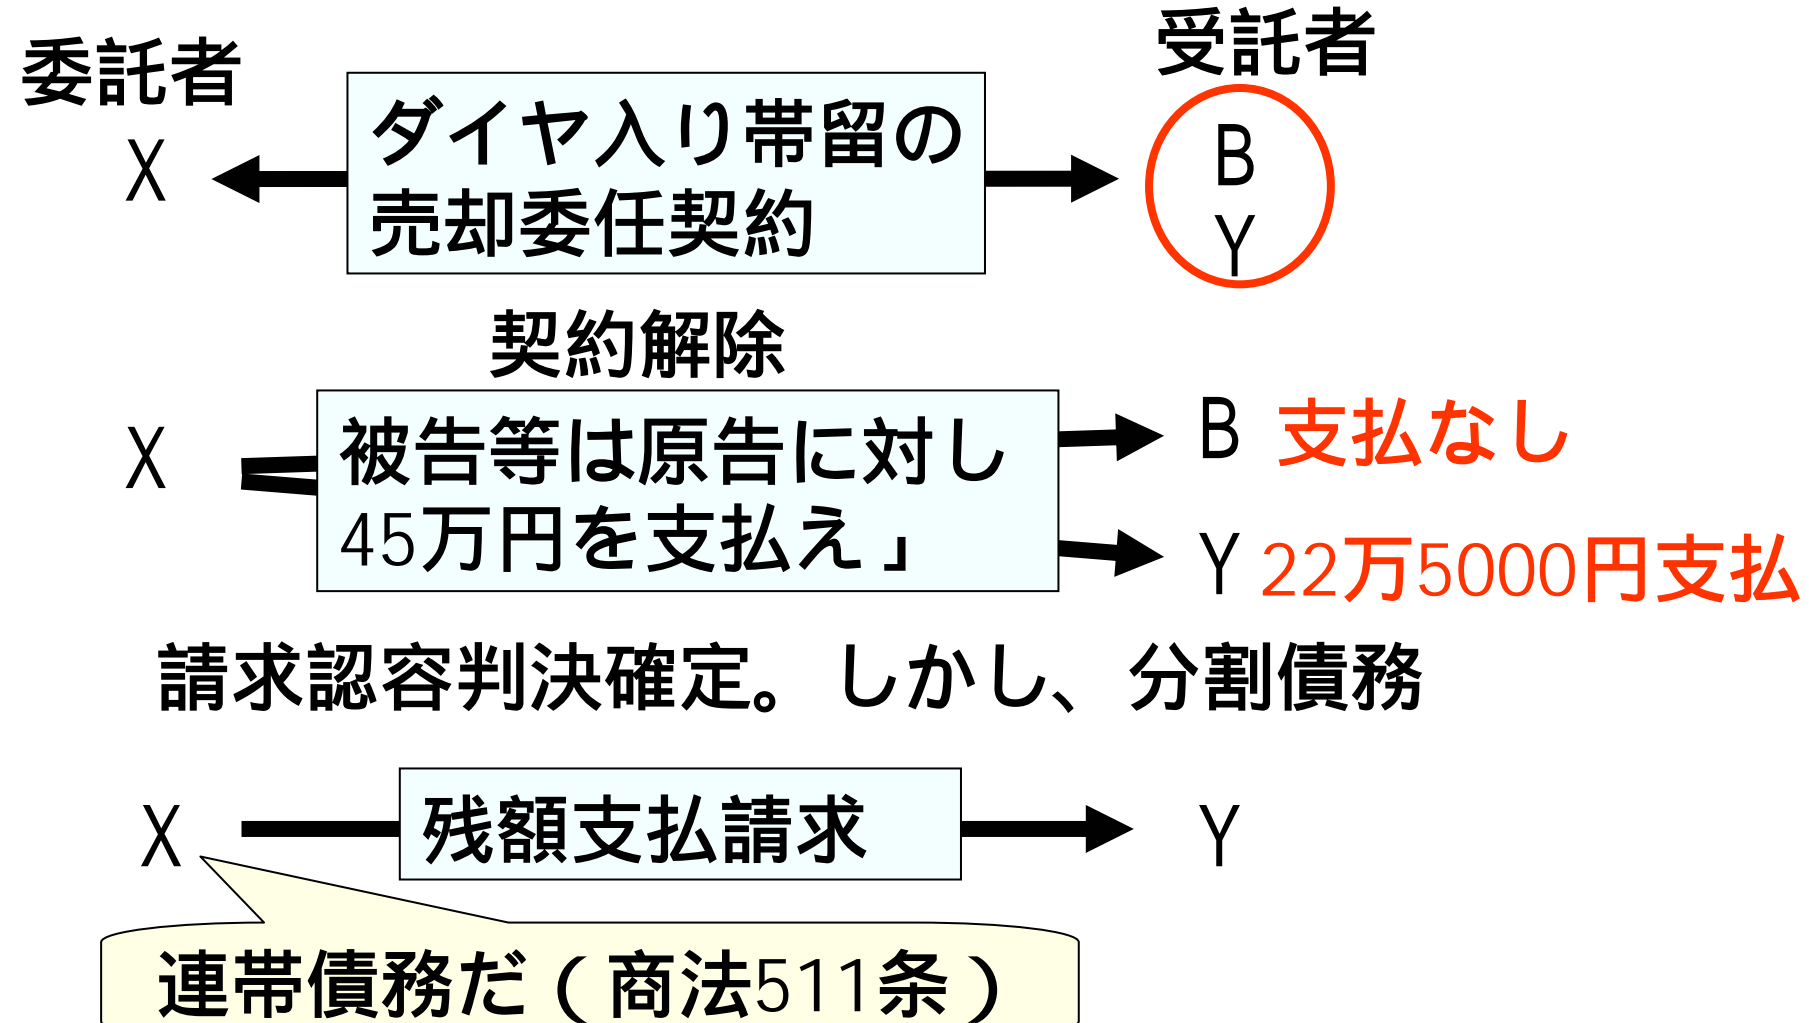 委託者
受託者
X
ダイヤ入り帯留の
売却委任契約
B
Y
契約解除
X
被告等は原告に対し
45万円を支払え」
B 支払なし
Y 22万5000円支払
請求認容判決確定。しかし、分割債務
X
残額支払請求
Y
連帯債務だ(商法511条)